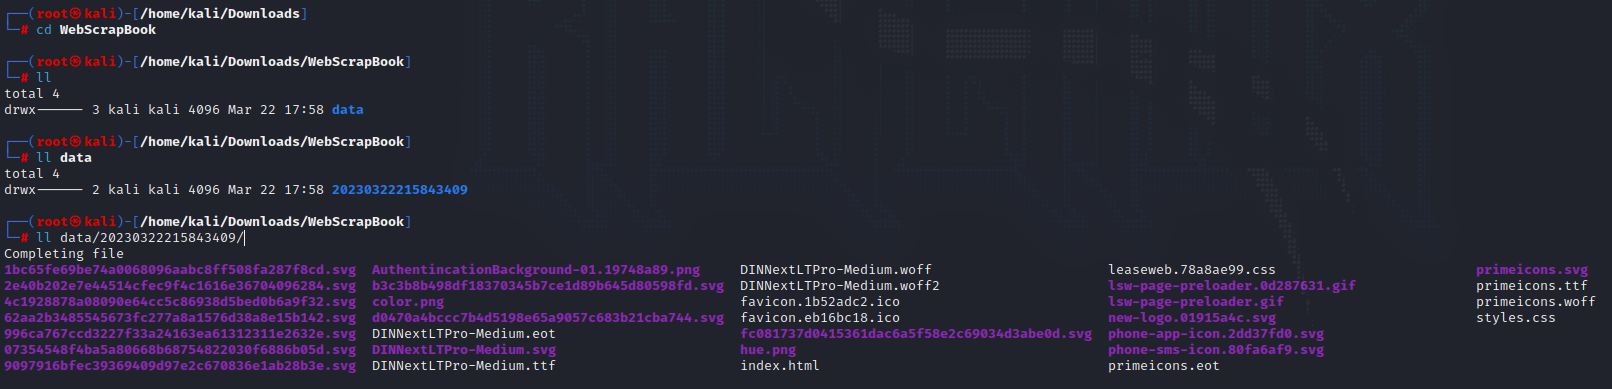 ┌──(root㉿kali)-[/home/kali/Downloads]
└─# cd WebScrapBook
┌──(root㉿kali)-[/home/kali/Downloads/WebScrapBook]
└─# ll
total 4
drwx------ 3 kali kali 4096 Mar 22 17:58 data
┌──(root㉿kali)-[/home/kali/Downloads/WebScrapBook]
└─# ll data
total 4
drwx------ 2 kali kali 4096 Mar 22 17:58 20230322215843409
┌──(root㉿kali)-[/home/kali/Downloads/WebScrapBook]
└─# ll data/20230322215843409/
Completing file
1bc65fe69be74a0068096aabc8ff508fa287f8cd.svg AuthentincationBackground-01.19748a89.png DINNextLTPro-Medium.woff leaseweb.78a8ae99.css primeicons.svg
2e40b202e7e44514cfec9f4c1616e36704096284.svg b3c3b8b498df18370345b7ce1d89b645d80598fd.svg DINNextLTPro-Medium.woff2 lsw-page-preloader.0d287631.gif primeicons.ttf
4c1928878a08090e64cc5c86938d5bed0b6a9f32.svg color.png favicon.1b52adc2.ico lsw-page-preloader.gif primeicons.woff
62aa2b3485545673fc277a8a1576d38a8e15b142.svg d0470a4bccc7b4d5198e65a9057c683b21cba744.svg favicon.eb16bc18.ico new-logo.01915a4c.svg styles.css
996ca767ccd3227f33a24163ea61312311e2632e.svg DINNextLTPro-Medium.eot fc081737d0415361dac6a5f58e2c69034d3abe0d.svg phone-app-icon.2dd37fd0.svg
07354548f4ba5a80668b68754822030f6886b05d.svg DINNextLTPro-Medium.svg hue.png phone-sms-icon.80fa6af9.svg
9097916bfec39369409d97e2c670836e1ab28b3e.svg DINNextLTPro-Medium.ttf index.html primeicons.eot